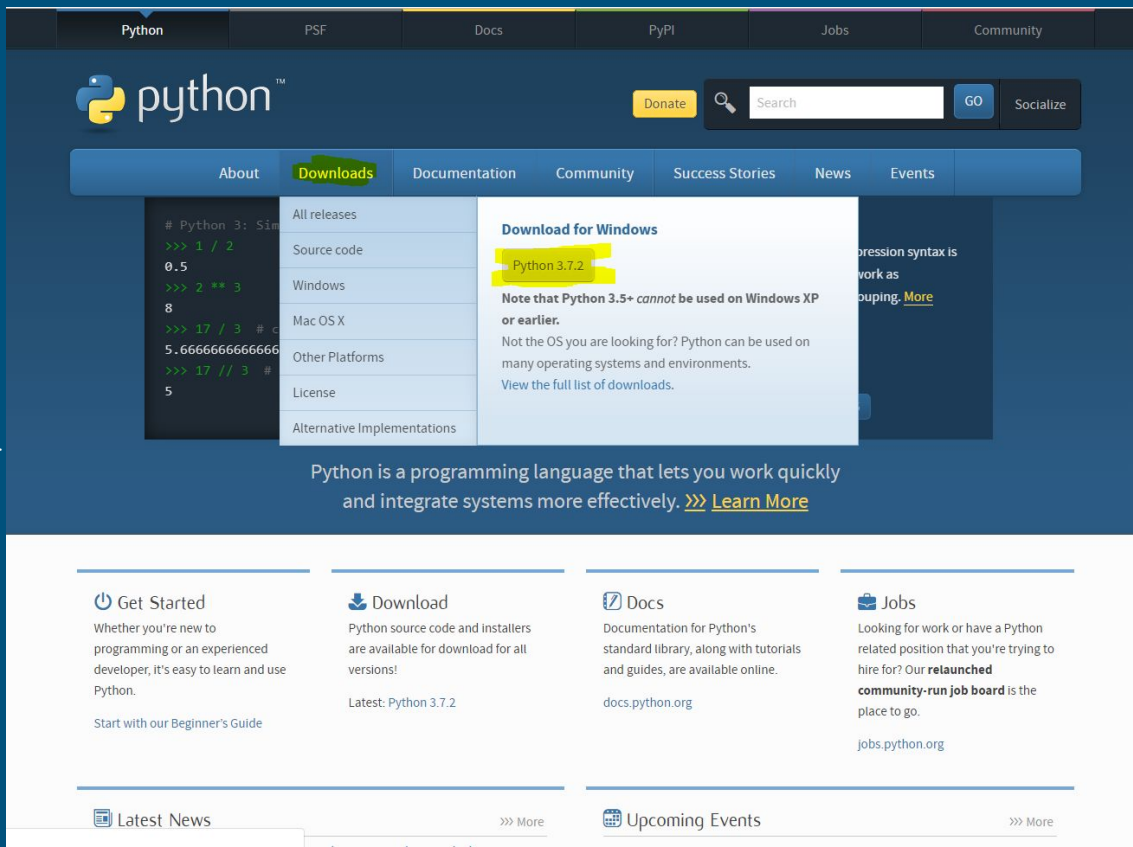 Python PSF Docs PyPI Jobs Community
python™
Donate Search GO Socialize
About Downloads Documentation Community Success Stories News Events
# Python 3: Sim
>>> 1 / 2
0.5
>>> 2 ** 3
8
>>> 17 / 3 # c
5.6666666666666
>>> 17 // 3 #
5
All releases
Source code
Windows
Mac OS X
Other Platforms
License
Alternative Implementations
Download for Windows
Python 3.7.2
Note that Python 3.5+ cannot be used on Windows XP
or earlier.
Not the OS you are looking for? Python can be used on
many operating systems and environments.
View the full list of downloads.
pression syntax is
work as
ouping. More
Python is a programming language that lets you work quickly
and integrate systems more effectively. >>> Learn More
Get Started
Whether you're new to
programming or an experienced
developer, it's easy to learn and use
Python.
Start with our Beginner's Guide
Download
Python source code and installers
are available for download for all
versions!
Latest: Python 3.7.2
Docs
Documentation for Python's
standard library, along with tutorials
and guides, are available online.
docs.python.org
Jobs
Looking for work or have a Python
related position that you're trying to
hire for? Our relaunched
community-run job board is the
place to go.
jobs.python.org
Latest News >>> More
Upcoming Events >>> More